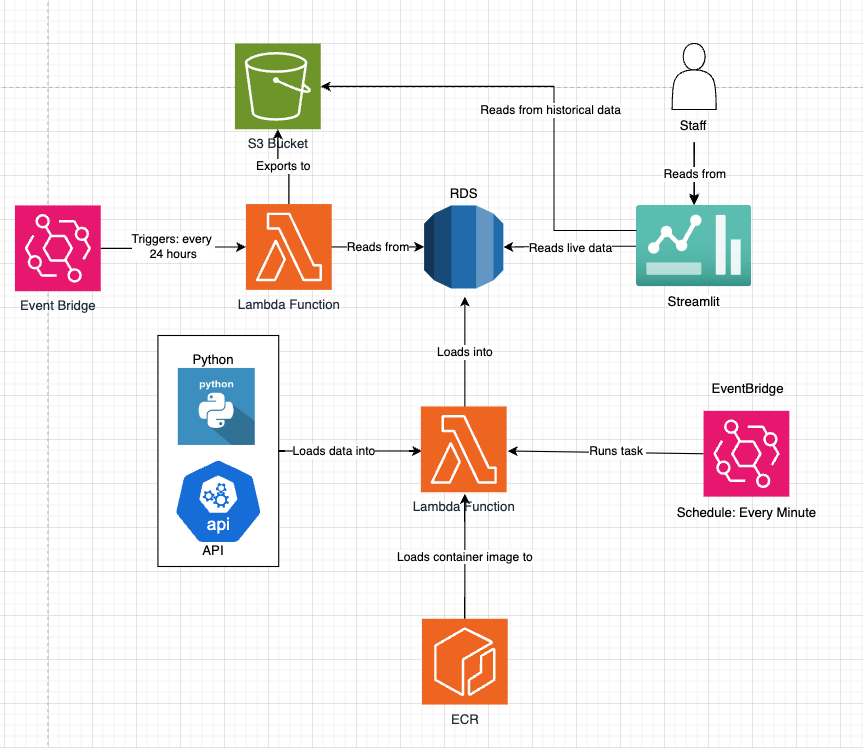 Reads from historical data
S3 Bucket
Staff
Exports to
Reads from
RDS
Triggers: every
24 hours
Reads from
Reads live data
Event Bridge
Lambda Function
Streamlit
Loads into
Python
python
EventBridge
Loads data into
Runs task
Lambda Function
Schedule: Every Minute
api
API
Loads container image to
ECR